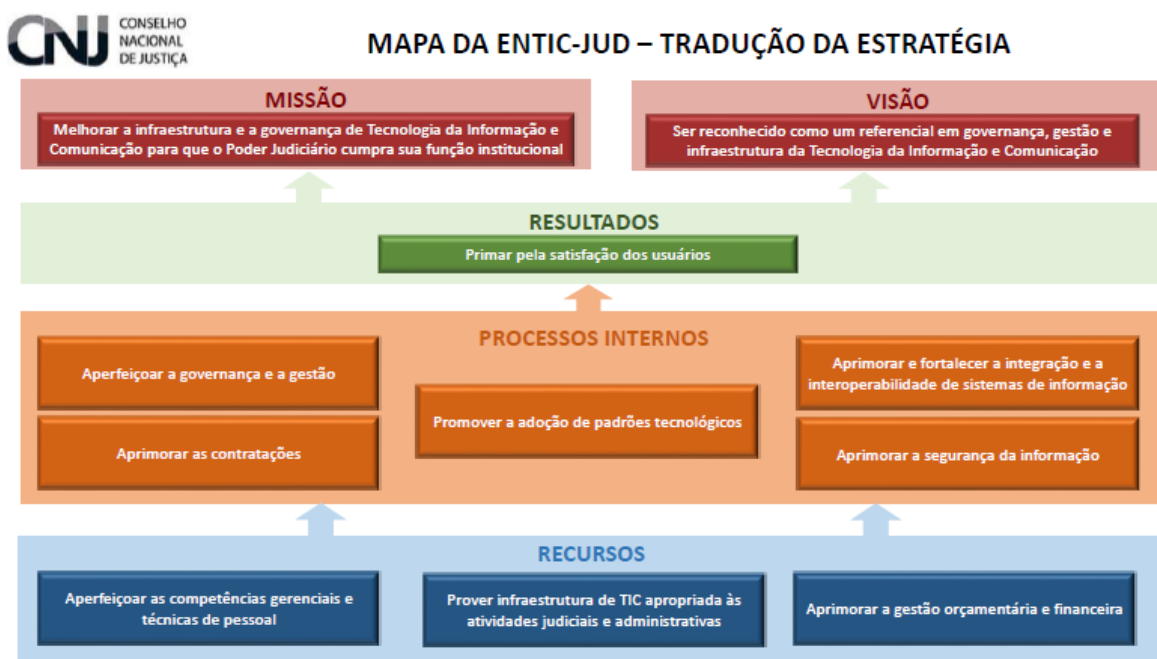 CNJ
CONSELHO
NACIONAL
DE JUSTIÇA
MAPA DA ENTIC-JUD – TRADUÇÃO DA ESTRATÉGIA
MISSÃO
Melhorar a infraestrutura e a governança de Tecnologia da Informação e
Comunicação para que o Poder Judiciário cumpra sua função institucional
VISÃO
Ser reconhecido como um referencial em governança, gestão e
infraestrutura da Tecnologia da Informação e Comunicação
RESULTADOS
Primar pela satisfação dos usuários
PROCESSOS INTERNOS
Aperfeiçoar a governança e a gestão
Aprimorar as contratações
Promover a adoção de padrões tecnológicos
Aprimorar e fortalecer a integração e a
interoperabilidade de sistemas de informação
Aprimorar a segurança da informação
RECURSOS
Aperfeiçoar as competências gerenciais e
técnicas de pessoal
Prover infraestrutura de TIC apropriada às
atividades judiciais e administrativas
Aprimorar a gestão orçamentária e financeira